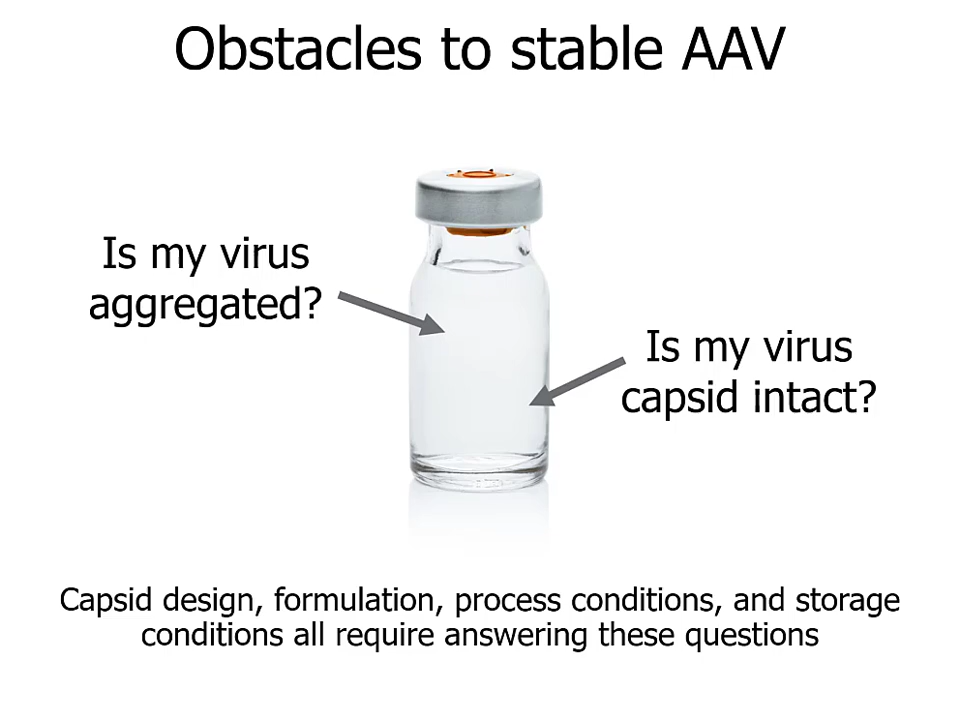 Obstacles to stable AAV
Is my virus
aggregated?
Is my virus
capsid intact?
Capsid design, formulation, process conditions, and storage
conditions all require answering these questions